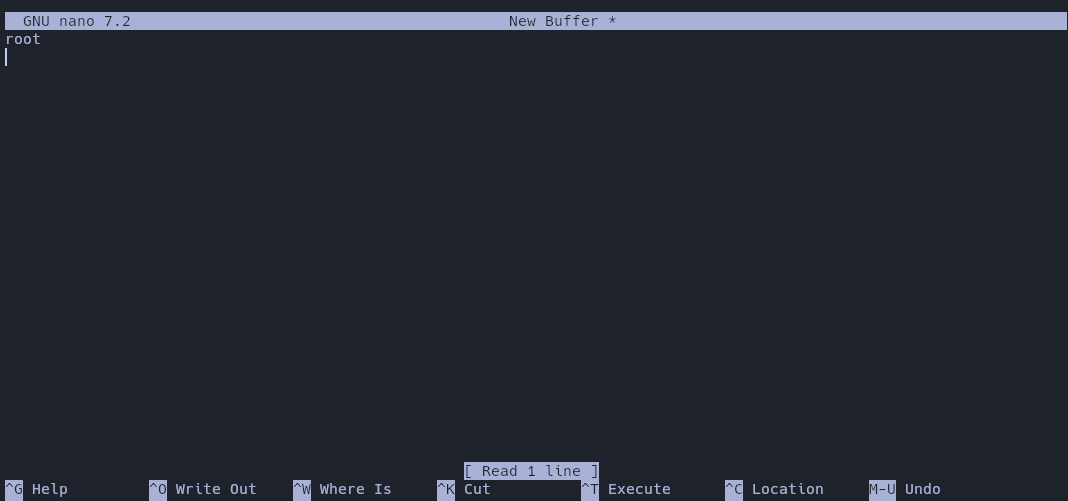 GNU nano 7.2 New Buffer *
root
[ Read 1 line ]
^G Help ^O Write Out ^W Where Is ^K Cut ^T Execute ^C Location M-U Undo